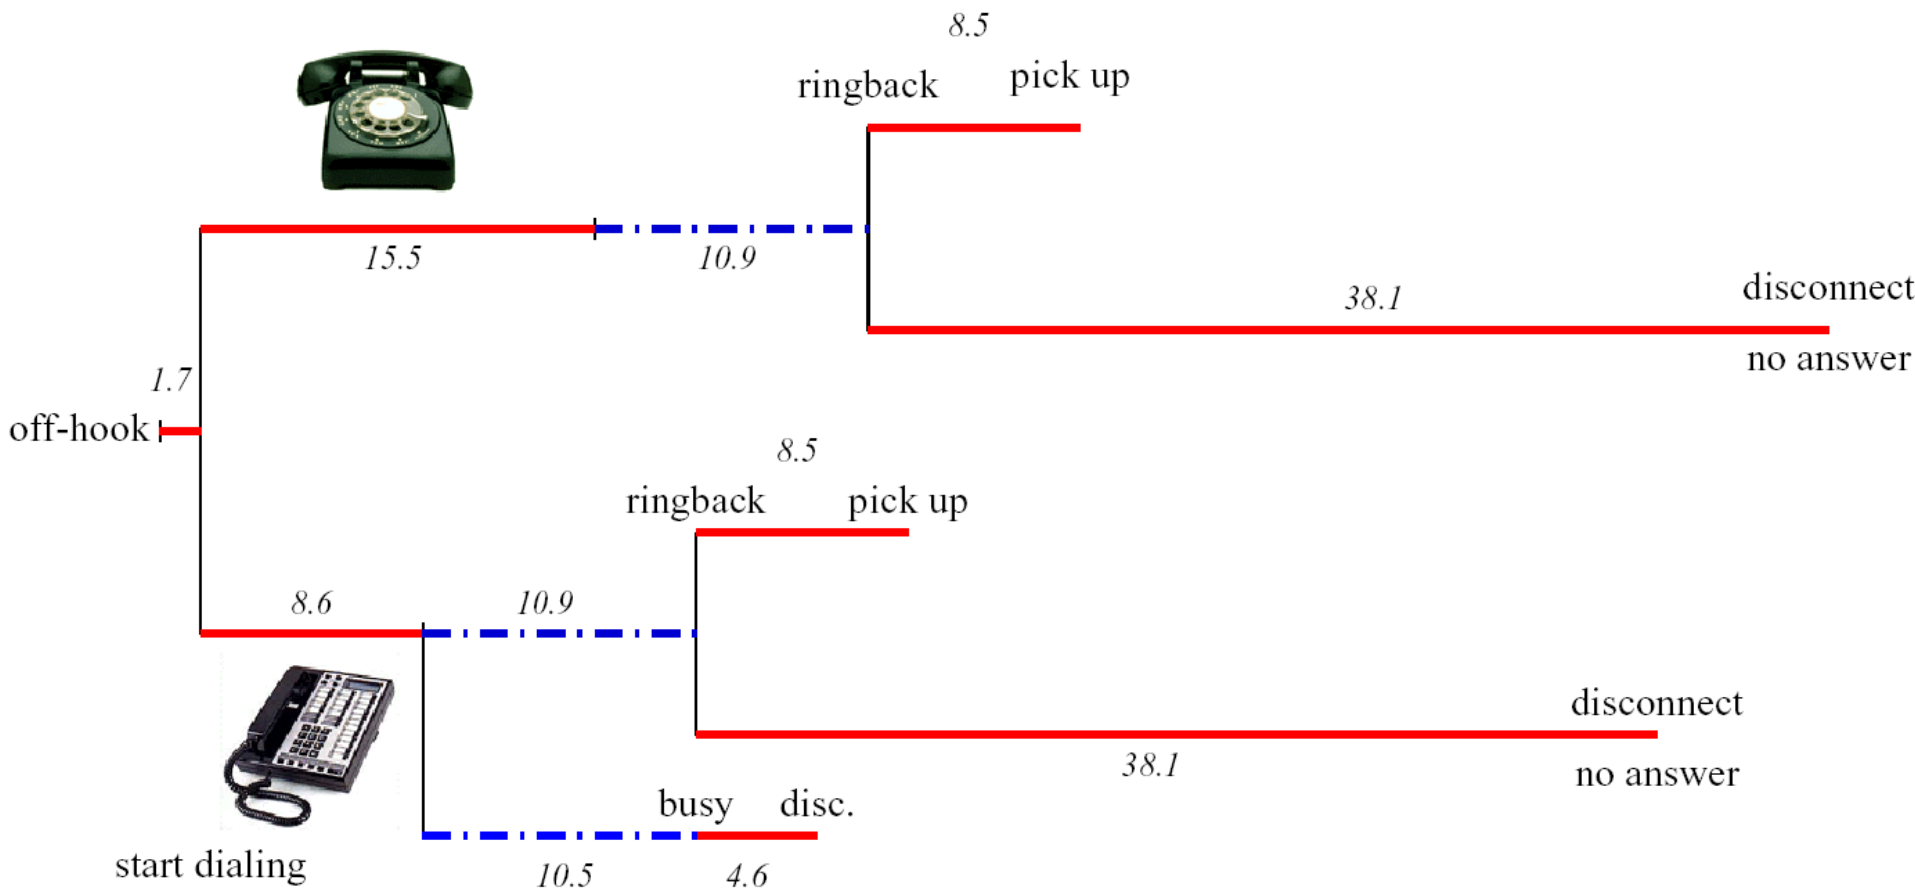 8.5
ringback pick up
15.5 10.9
38.1 disconnect
no answer
1.7
off-hook
8.5
ringback pick up
8.6 10.9
disconnect
38.1 no answer
busy disc.
start dialing 10.5 4.6